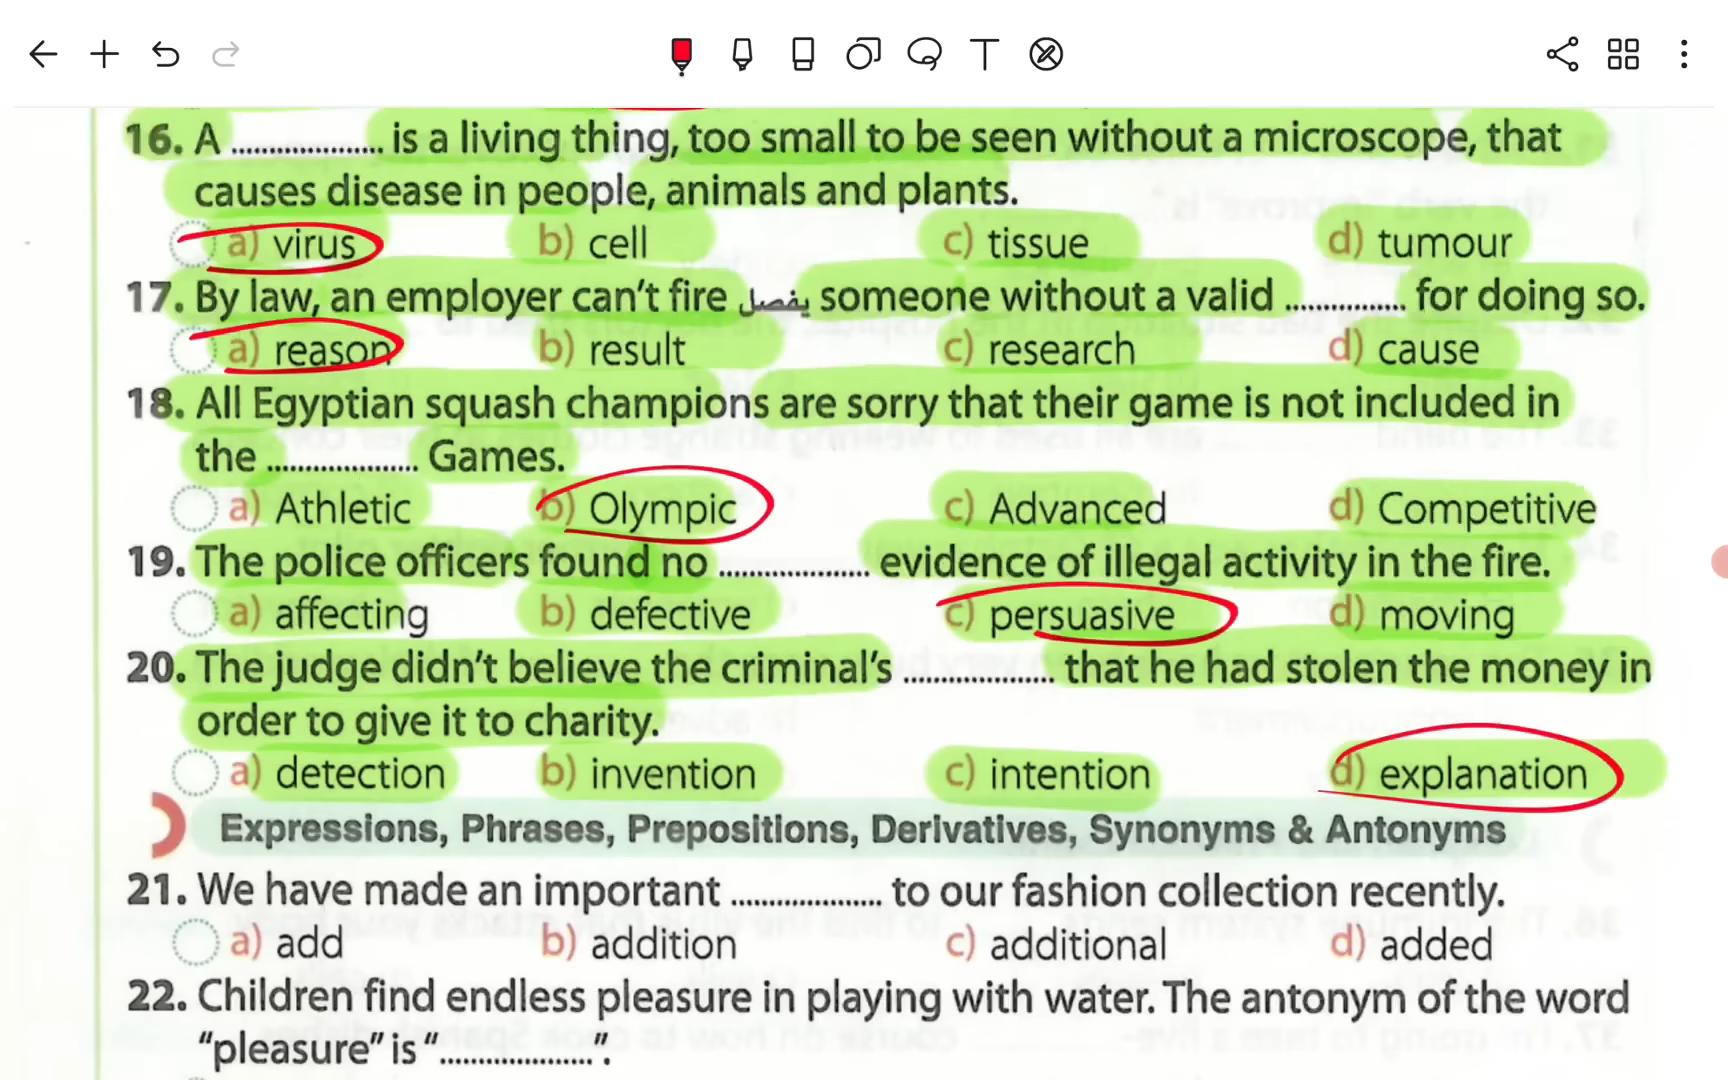 16. A .................... is a living thing, too small to be seen without a microscope, that
causes disease in people, animals and plants.
a) virus b) cell c) tissue d) tumour
17. By law, an employer can't fire يفصل someone without a valid ................ for doing so.
a) reason b) result c) research d) cause
18. All Egyptian squash champions are sorry that their game is not included in
the .................... Games.
a) Athletic b) Olympic c) Advanced d) Competitive
19. The police officers found no .................... evidence of illegal activity in the fire.
a) affecting b) defective c) persuasive d) moving
20. The judge didn't believe the criminal's .................... that he had stolen the money in
order to give it to charity.
a) detection b) invention c) intention d) explanation
Expressions, Phrases, Prepositions, Derivatives, Synonyms & Antonyms
21. We have made an important .................... to our fashion collection recently.
a) add b) addition c) additional d) added
22. Children find endless pleasure in playing with water. The antonym of the word
"pleasure" is "....................".